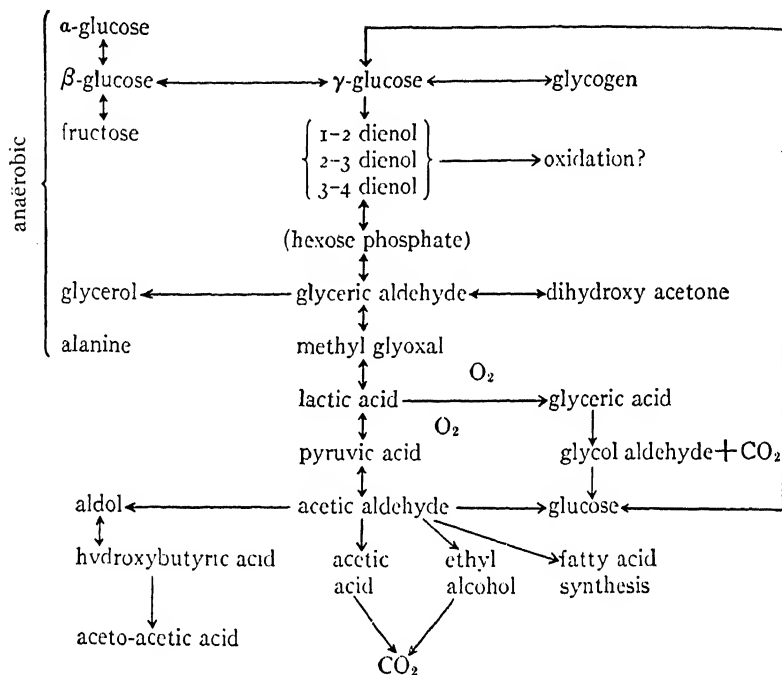 α-glucose
β-glucose γ-glucose glycogen
fructose 1-2 dienol
2-3 dienol oxidation?
3-4 dienol
anaërobic
(hexose phosphate)
glycerol glyceric aldehyde dihydroxy acetone
alanine methyl glyoxal
O₂
lactic acid glyceric acid
O₂
pyruvic acid glycol aldehyde+CO₂
aldol acetic aldehyde glucose
hydroxybutyric acid acetic ethyl fatty acid
acid alcohol synthesis
aceto-acetic acid
CO₂